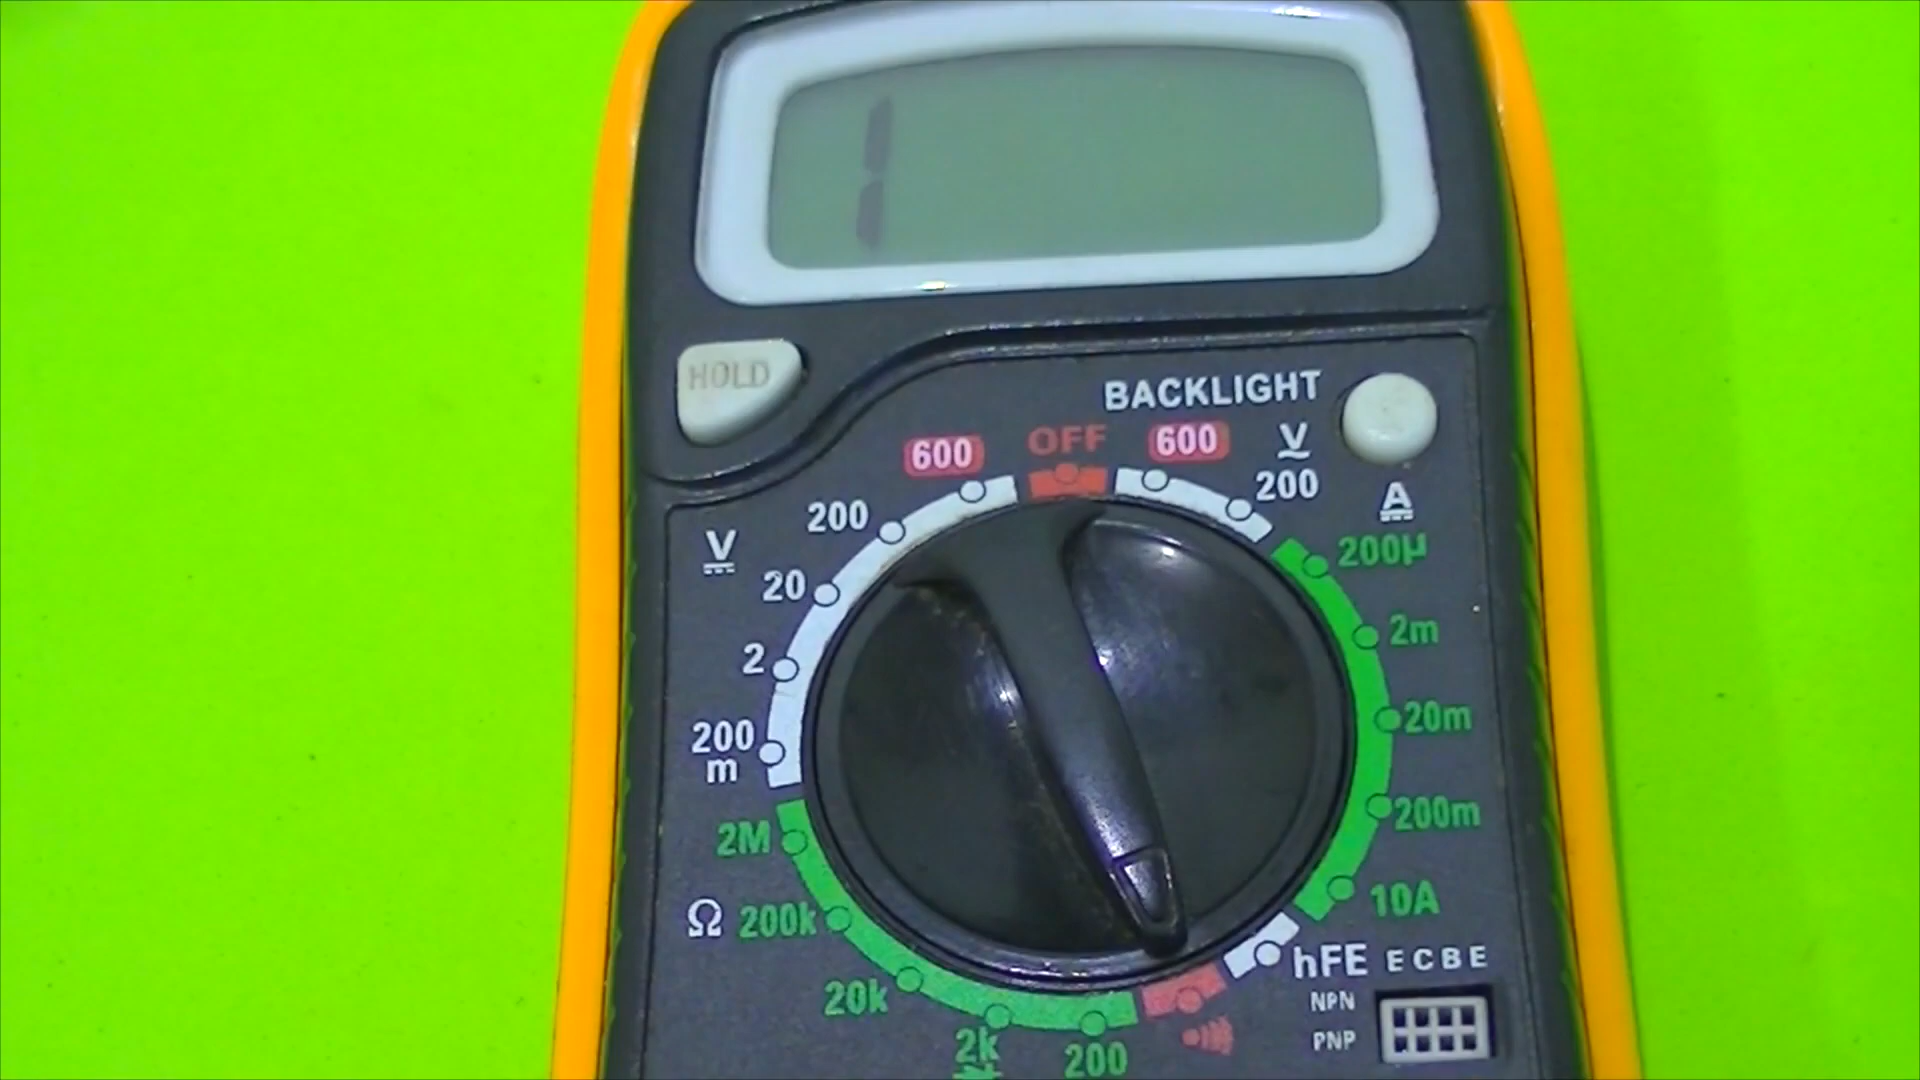 1
HOLD
BACKLIGHT
600
OFF
600
V
200
200
A
V
200µ
20
2m
2
20m
200
m
200m
2M
10A
Ω
200k
hFE
E C B E
20k
NPN
PNP
2k
200